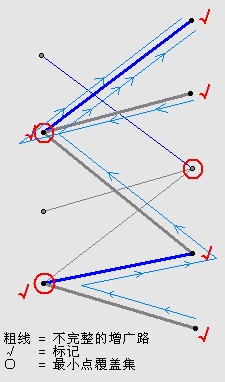 粗线 = 不完整的增广路
√ = 标记
○ = 最小点覆盖集